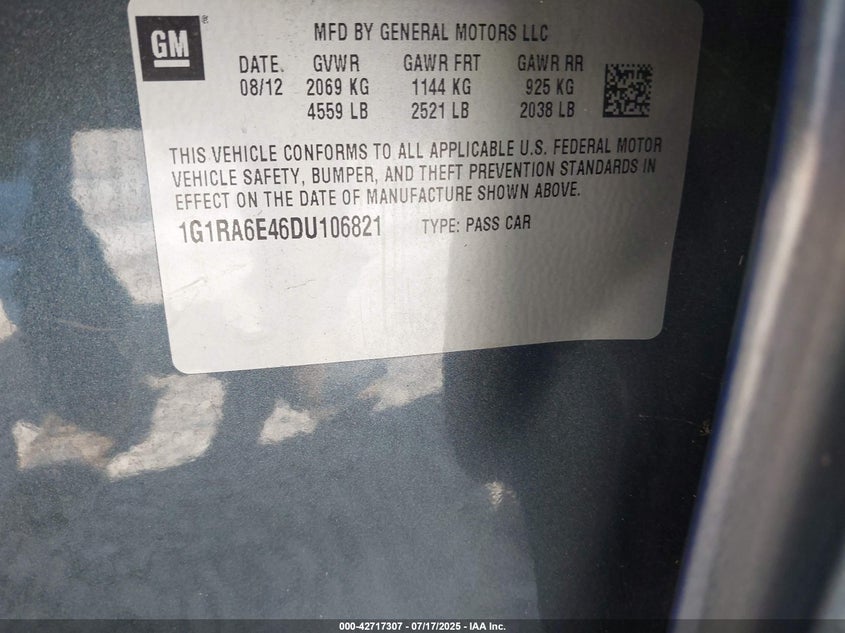 GM
MFD BY GENERAL MOTORS LLC
DATE GVWR GAWR FRT GAWR RR
08/12 2069 KG 1144 KG 925 KG
4559 LB 2521 LB 2038 LB
THIS VEHICLE CONFORMS TO ALL APPLICABLE U.S. FEDERAL MOTOR
VEHICLE SAFETY, BUMPER, AND THEFT PREVENTION STANDARDS IN
EFFECT ON THE DATE OF MANUFACTURE SHOWN ABOVE.
1G1RA6E46DU106821 TYPE: PASS CAR
000-42717307 - 07/17/2025 - IAA Inc.